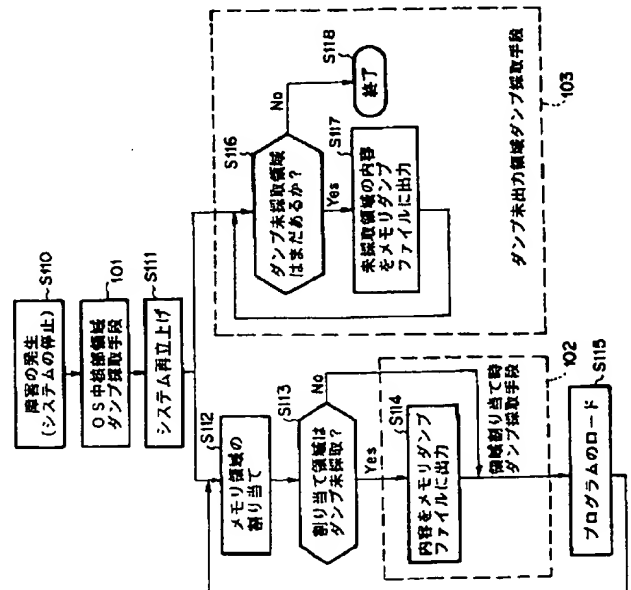 S110
障害の発生
(システムの停止)
101
OS中核部領域
ダンプ採取手段
S111
システム再立上げ
S112
メモリ領域の
割り当て
S113
割り当て領域は
ダンプ未採取?
No
Yes
S114
内容をメモリダンプ
ファイルに出力
領域割り当て時
ダンプ採取手段
102
S115
プログラムのロード
S116
ダンプ未採取領域
はまだあるか?
No
Yes
S118
終了
S117
未採取領域の内容
をメモリダンプ
ファイルに出力
ダンプ未出力領域ダンプ採取手段
103